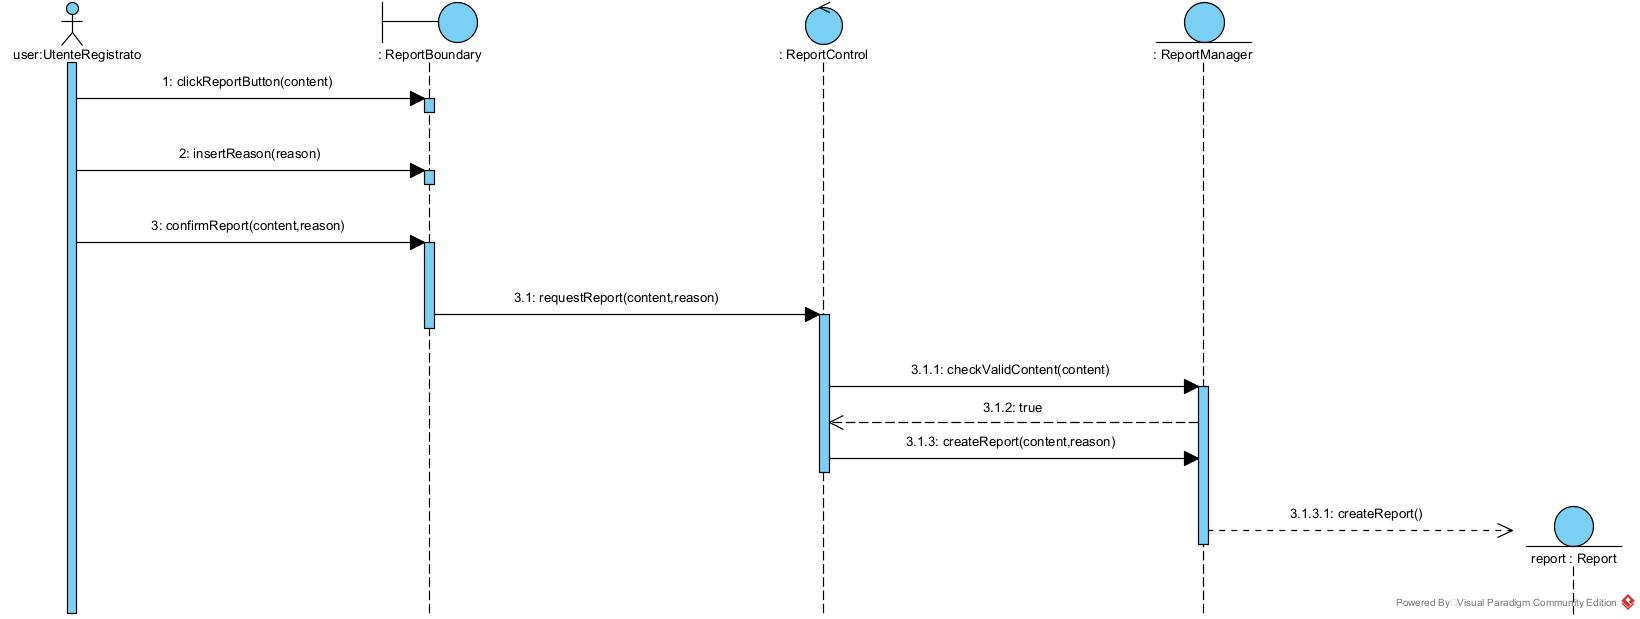 user:UtenteRegistrato
: ReportBoundary
: ReportControl
: ReportManager
1: clickReportButton(content)
2: insertReason(reason)
3: confirmReport(content,reason)
3.1: requestReport(content,reason)
3.1.1: checkValidContent(content)
3.1.2: true
3.1.3: createReport(content,reason)
3.1.3.1: createReport()
report : Report
Powered By Visual Paradigm Community Edition